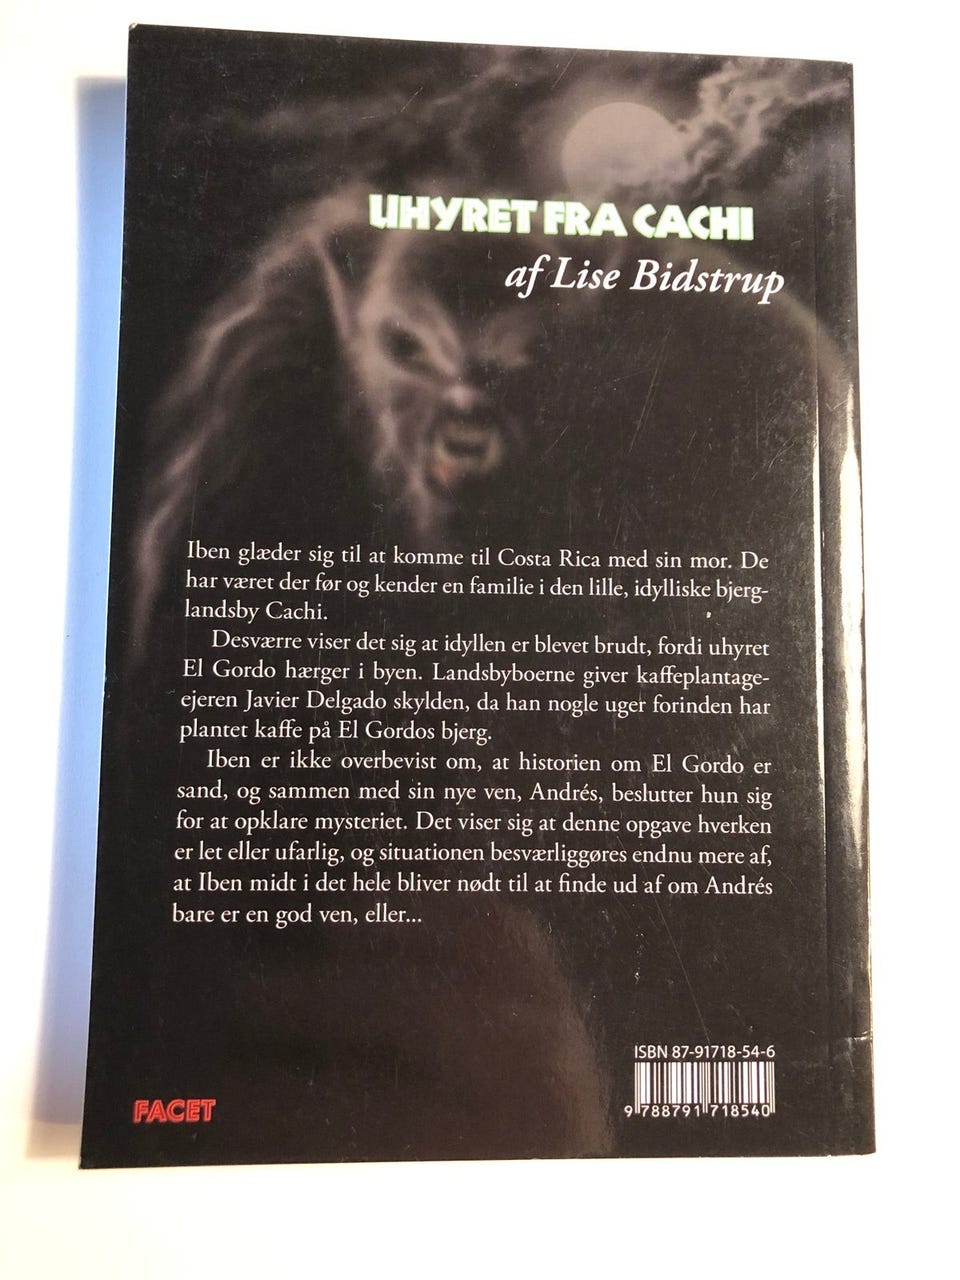 UHYRET FRA CACHI
af Lise Bidstrup
Iben glæder sig til at komme til Costa Rica med sin mor. De
har været der før og kender en familie i den lille, idylliske bjerg-
landsby Cachi.
Desværre viser det sig at idyllen er blevet brudt, fordi uhyret
El Gordo hærger i byen. Landsbyboerne giver kaffeplantage-
ejeren Javier Delgado skylden, da han nogle uger forinden har
plantet kaffe på El Gordos bjerg.
Iben er ikke overbevist om, at historien om El Gordo er
sand, og sammen med sin nye ven, Andrés, beslutter hun sig
for at opklare mysteriet. Det viser sig at denne opgave hverken
er let eller ufarlig, og situationen besværliggøres endnu mere af,
at Iben midt i det hele bliver nødt til at finde ud af om Andrés
bare er en god ven, eller...
ISBN 87-91718-54-6
9 788791 718540
FACET